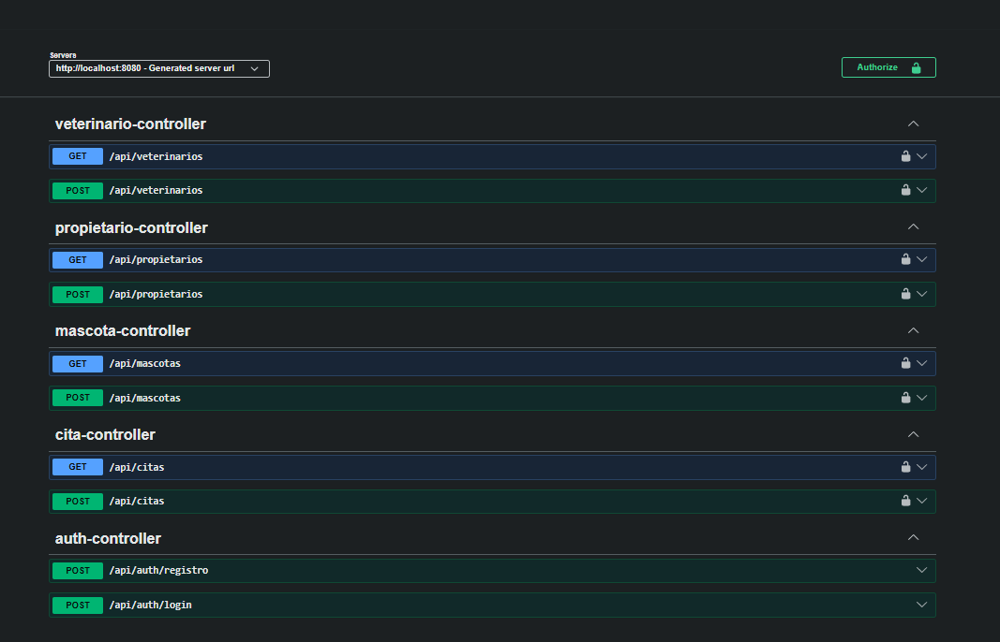 Servers
http://localhost:8080 - Generated server url
Authorize
veterinario-controller
GET /api/veterinarios
POST /api/veterinarios
propietario-controller
GET /api/propietarios
POST /api/propietarios
mascota-controller
GET /api/mascotas
POST /api/mascotas
cita-controller
GET /api/citas
POST /api/citas
auth-controller
POST /api/auth/registro
POST /api/auth/login